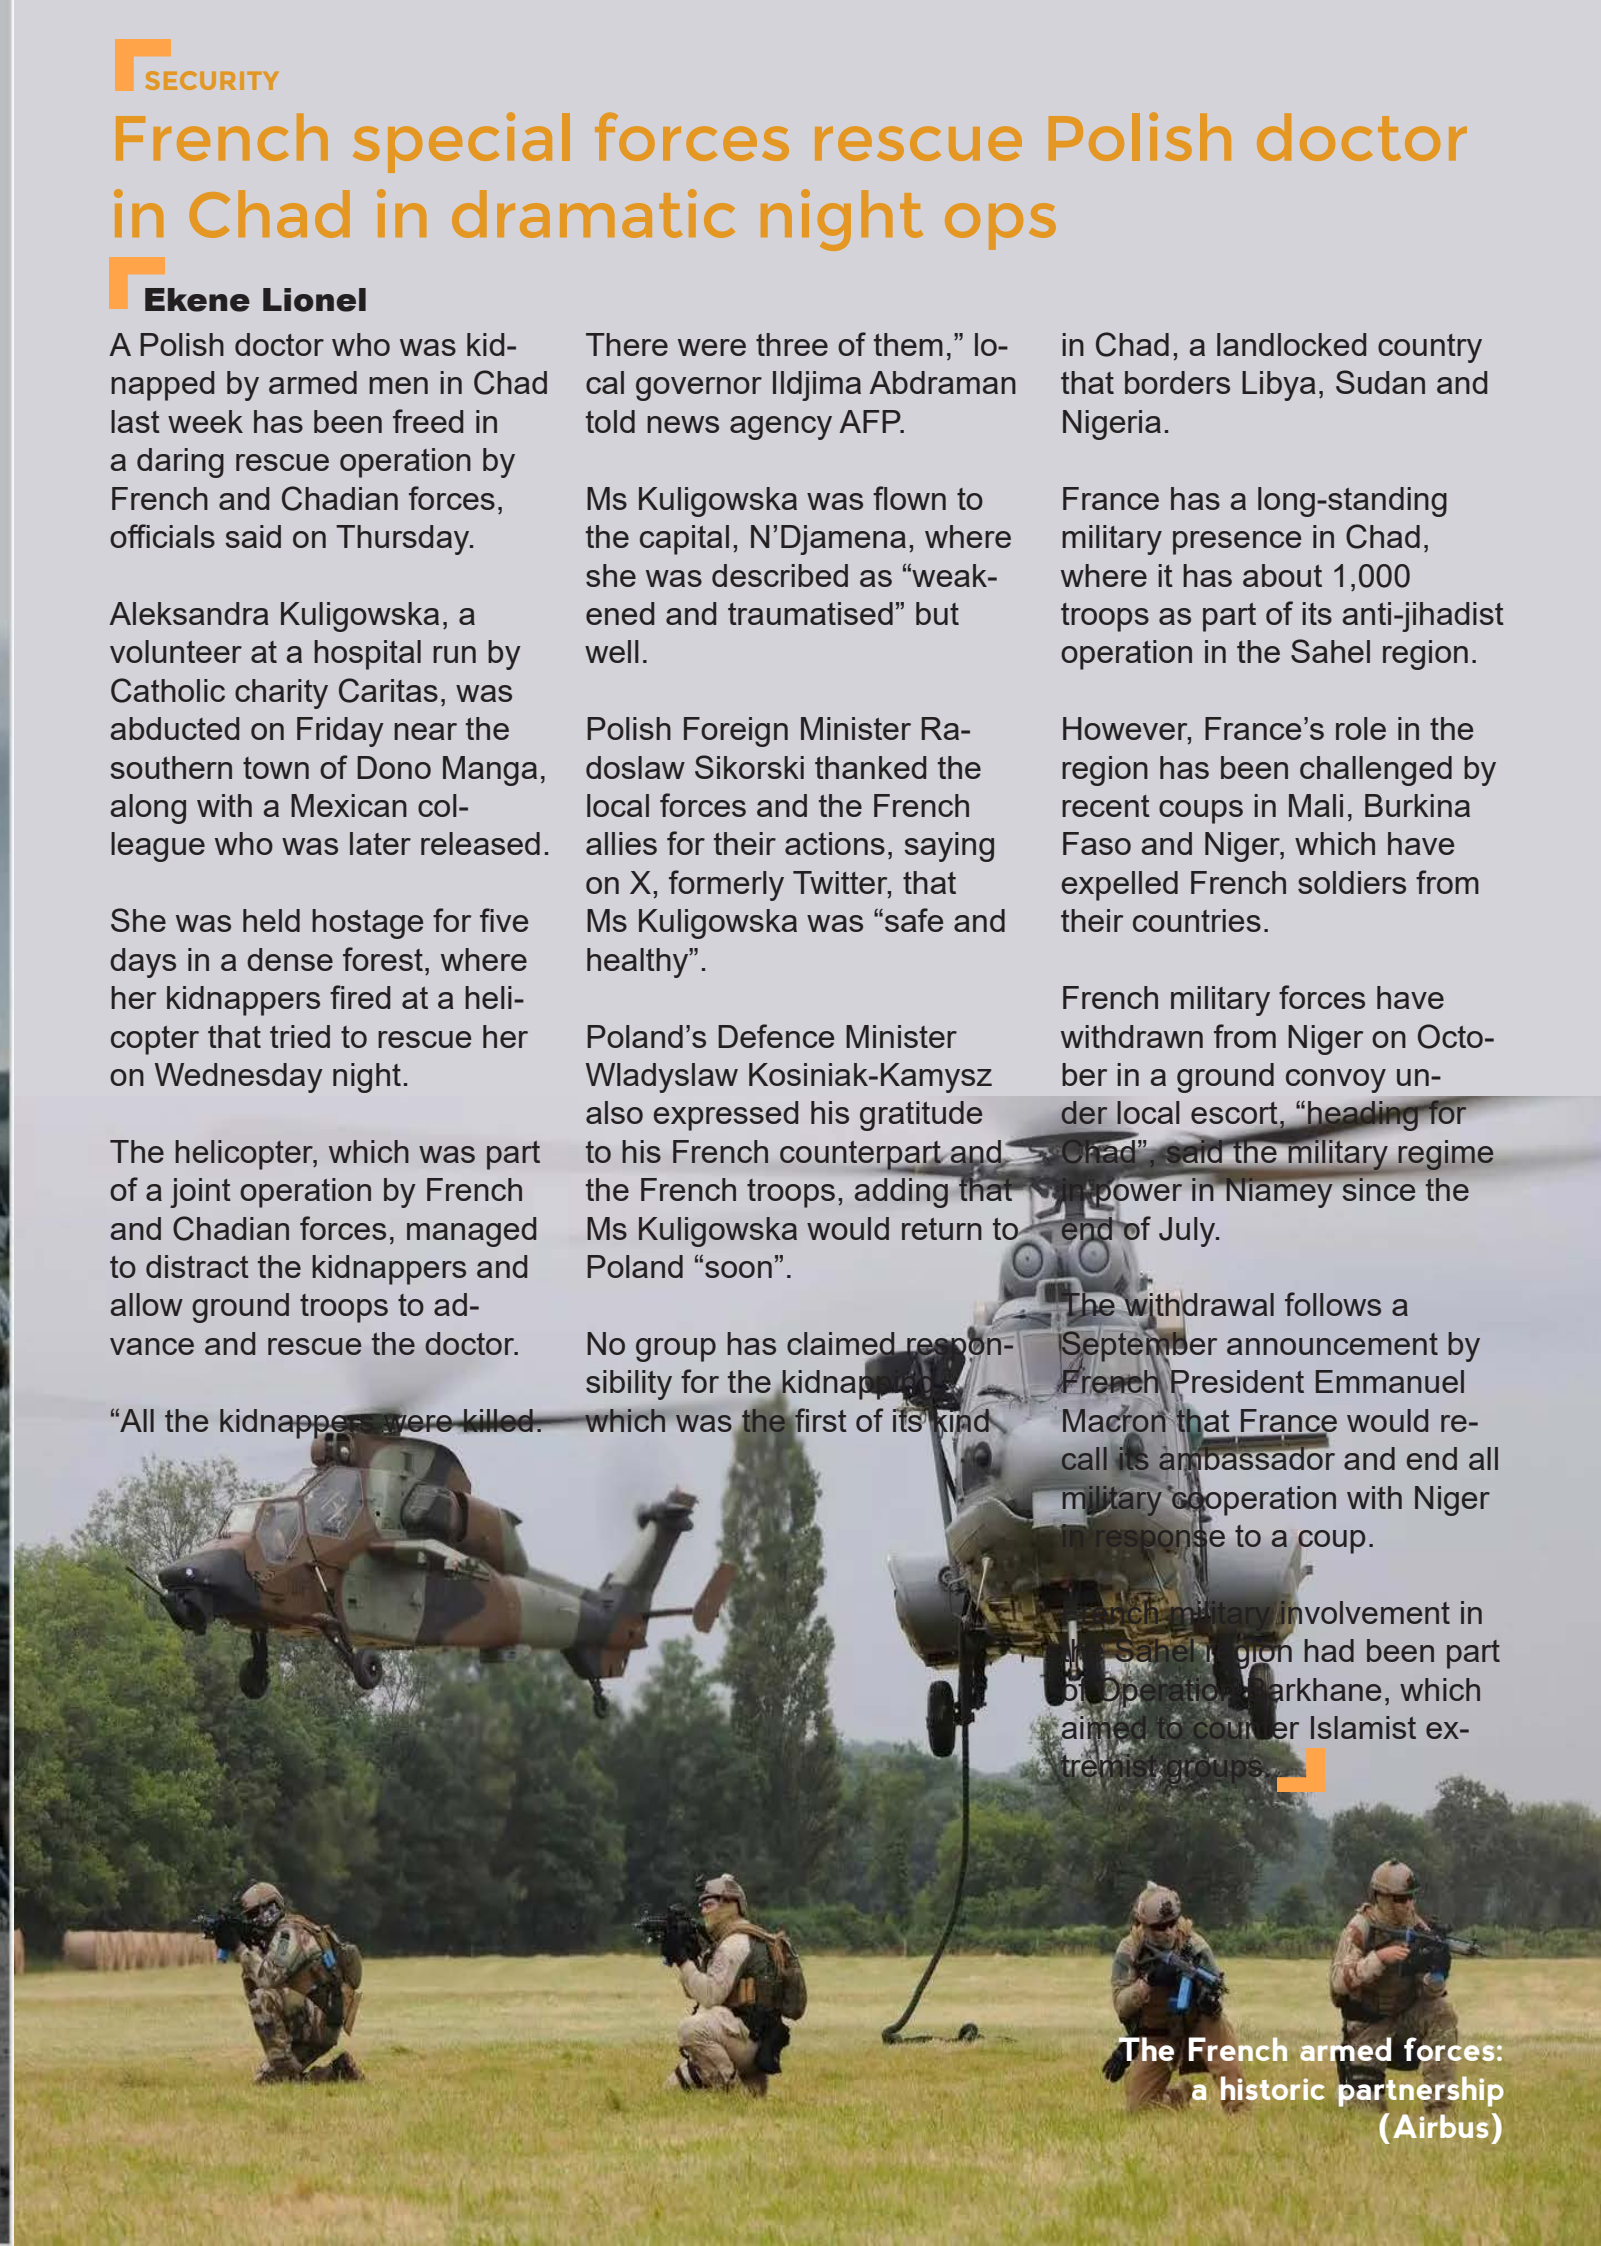 SECURITY
French special forces rescue Polish doctor
in Chad in dramatic night ops
Ekene Lionel
A Polish doctor who was kid-
napped by armed men in Chad
last week has been freed in
a daring rescue operation by
French and Chadian forces,
officials said on Thursday.
Aleksandra Kuligowska, a
volunteer at a hospital run by
Catholic charity Caritas, was
abducted on Friday near the
southern town of Dono Manga,
along with a Mexican col-
league who was later released.
She was held hostage for five
days in a dense forest, where
her kidnappers fired at a heli-
copter that tried to rescue her
on Wednesday night.
The helicopter, which was part
of a joint operation by French
and Chadian forces, managed
to distract the kidnappers and
allow ground troops to ad-
vance and rescue the doctor.
“All the kidnappers were killed.
There were three of them,” lo-
cal governor Ildjima Abdraman
told news agency AFP.
Ms Kuligowska was flown to
the capital, N’Djamena, where
she was described as “weak-
ened and traumatised” but
well.
Polish Foreign Minister Ra-
doslaw Sikorski thanked the
local forces and the French
allies for their actions, saying
on X, formerly Twitter, that
Ms Kuligowska was “safe and
healthy”.
Poland’s Defence Minister
Wladyslaw Kosiniak-Kamysz
also expressed his gratitude
to his French counterpart and
the French troops, adding that
Ms Kuligowska would return to
Poland “soon”.
No group has claimed respon-
sibility for the kidnapping,
which was the first of its kind
in Chad, a landlocked country
that borders Libya, Sudan and
Nigeria.
France has a long-standing
military presence in Chad,
where it has about 1,000
troops as part of its anti-jihadist
operation in the Sahel region.
However, France’s role in the
region has been challenged by
recent coups in Mali, Burkina
Faso and Niger, which have
expelled French soldiers from
their countries.
French military forces have
withdrawn from Niger on Octo-
ber in a ground convoy un-
der local escort, “heading for
Chad”, said the military regime
in power in Niamey since the
end of July.
The withdrawal follows a
September announcement by
French President Emmanuel
Macron that France would re-
call its ambassador and end all
military cooperation with Niger
in response to a coup.
French military involvement in
the Sahel region had been part
of Operation Barkhane, which
aimed to counter Islamist ex-
tremist groups.
The French armed forces:
a historic partnership
(Airbus)